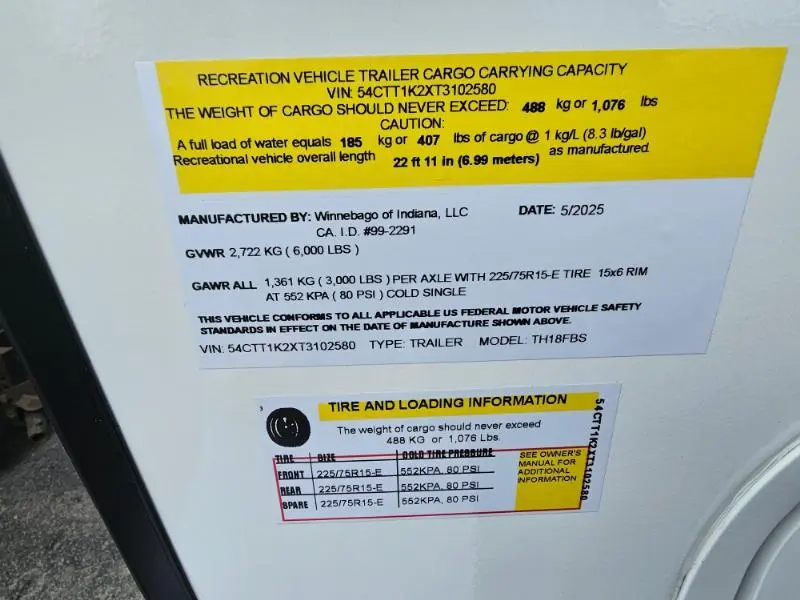 RECREATION VEHICLE TRAILER CARGO CARRYING CAPACITY
VIN: 54CTT1K2XT3102580
THE WEIGHT OF CARGO SHOULD NEVER EXCEED: 488 kg or 1,076 lbs
CAUTION:
A full load of water equals 185 kg or 407 lbs of cargo @ 1 kg/L (8.3 lb/gal)
Recreational vehicle overall length 22 ft 11 in (6.99 meters) as manufactured.
MANUFACTURED BY: Winnebago of Indiana, LLC DATE: 5/2025
CA. I.D. #99-2291
GVWR 2,722 KG ( 6,000 LBS )
GAWR ALL 1,361 KG ( 3,000 LBS ) PER AXLE WITH 225/75R15-E TIRE 15x6 RIM
AT 552 KPA ( 80 PSI ) COLD SINGLE
THIS VEHICLE CONFORMS TO ALL APPLICABLE US FEDERAL MOTOR VEHICLE SAFETY
STANDARDS IN EFFECT ON THE DATE OF MANUFACTURE SHOWN ABOVE.
VIN: 54CTT1K2XT3102580 TYPE: TRAILER MODEL: TH18FBS
TIRE AND LOADING INFORMATION
The weight of cargo should never exceed
488 KG or 1,076 Lbs.
TIRE SIZE COLD TIRE PRESSURE
FRONT 225/75R15-E 552KPA, 80 PSI
REAR 225/75R15-E 552KPA, 80 PSI
SPARE 225/75R15-E 552KPA, 80 PSI
SEE OWNER'S
MANUAL FOR
ADDITIONAL
INFORMATION
54CTT1K2XT3102580